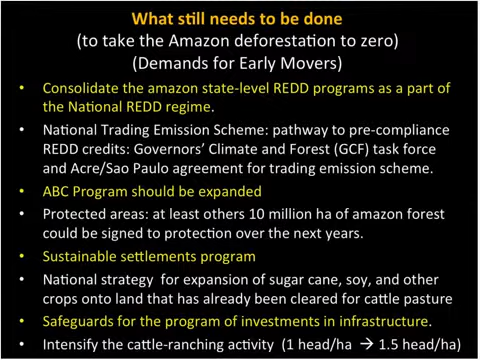 What still needs to be done
(to take the Amazon deforestation to zero)
(Demands for Early Movers)
• Consolidate the amazon state-level REDD programs as a part of
the National REDD regime.
• National Trading Emission Scheme: pathway to pre-compliance
REDD credits: Governors' Climate and Forest (GCF) task force
and Acre/Sao Paulo agreement for trading emission scheme.
• ABC Program should be expanded
• Protected areas: at least others 10 million ha of amazon forest
could be signed to protection over the next years.
• Sustainable settlements program
• National strategy for expansion of sugar cane, soy, and other
crops onto land that has already been cleared for cattle pasture
• Safeguards for the program of investments in infrastructure.
• Intensify the cattle-ranching activity (1 head/ha → 1.5 head/ha)